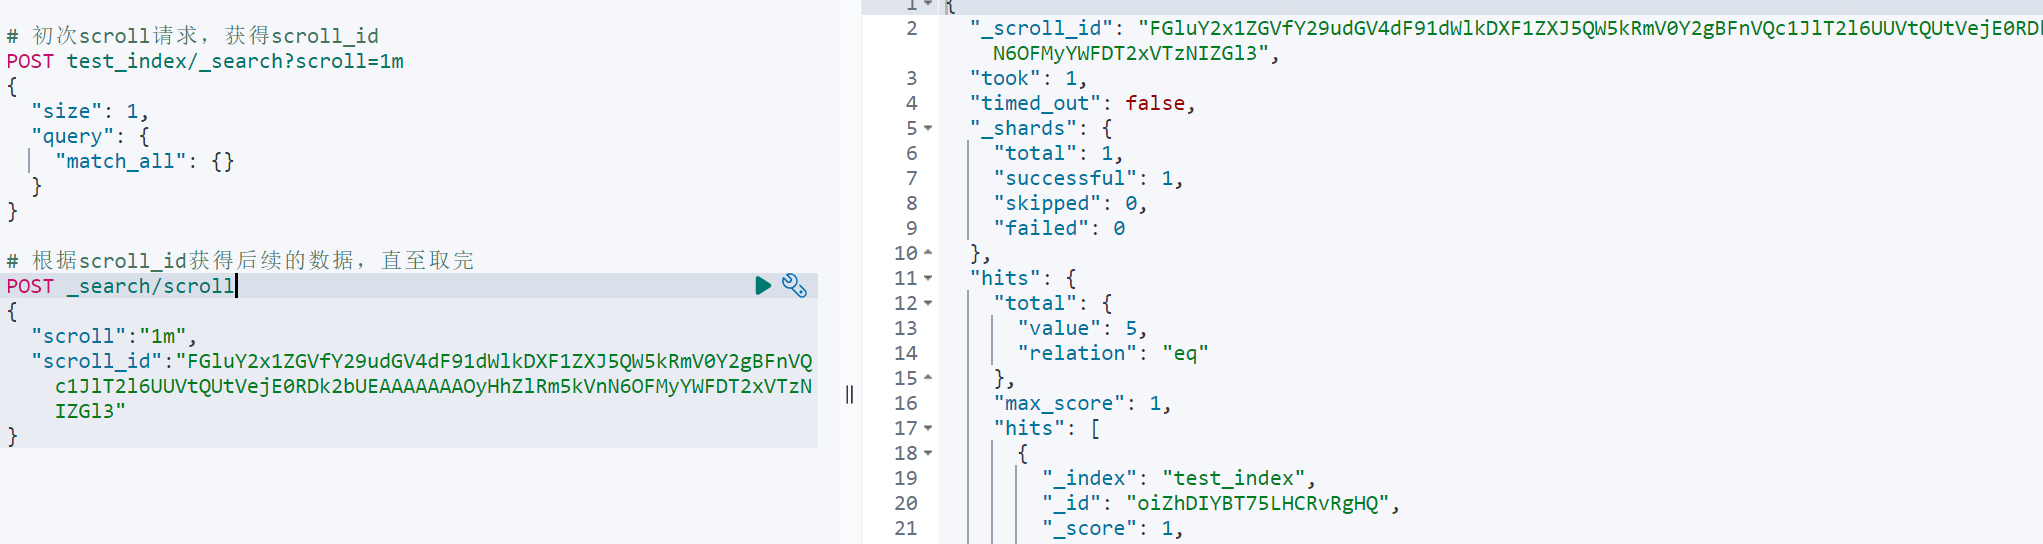 # 初次scroll请求，获得scroll_id
POST test_index/_search?scroll=1m
{
"size": 1,
"query": {
"match_all": {}
}
}
# 根据scroll_id获得后续的数据，直至取完
POST _search/scroll
{
"scroll":"1m",
"scroll_id":"FGluY2x1ZGVfY29udGV4dF91dWlkDXF1ZXJ5QW5kRmV0Y2gBFnVQ
c1JlT2l6UUVtQUtVejE0RDk2bUEAAAAAAAAOyHhZlRm5kVnN6OFMyYWFDT2xVTzN
IZGl3"
}
1 {
2 "_scroll_id": "FGluY2x1ZGVfY29udGV4dF91dWlkDXF1ZXJ5QW5kRmV0Y2gBFnVQc1JlT2l6UUVtQUtVejE0RD
N6OFMyYWFDT2xVTzNIZGl3",
3 "took": 1,
4 "timed_out": false,
5 "_shards": {
6 "total": 1,
7 "successful": 1,
8 "skipped": 0,
9 "failed": 0
10 },
11 "hits": {
12 "total": {
13 "value": 5,
14 "relation": "eq"
15 },
16 "max_score": 1,
17 "hits": [
18 {
19 "_index": "test_index",
20 "_id": "oiZhDIYBT75LHCRvRgHQ",
21 "_score": 1,